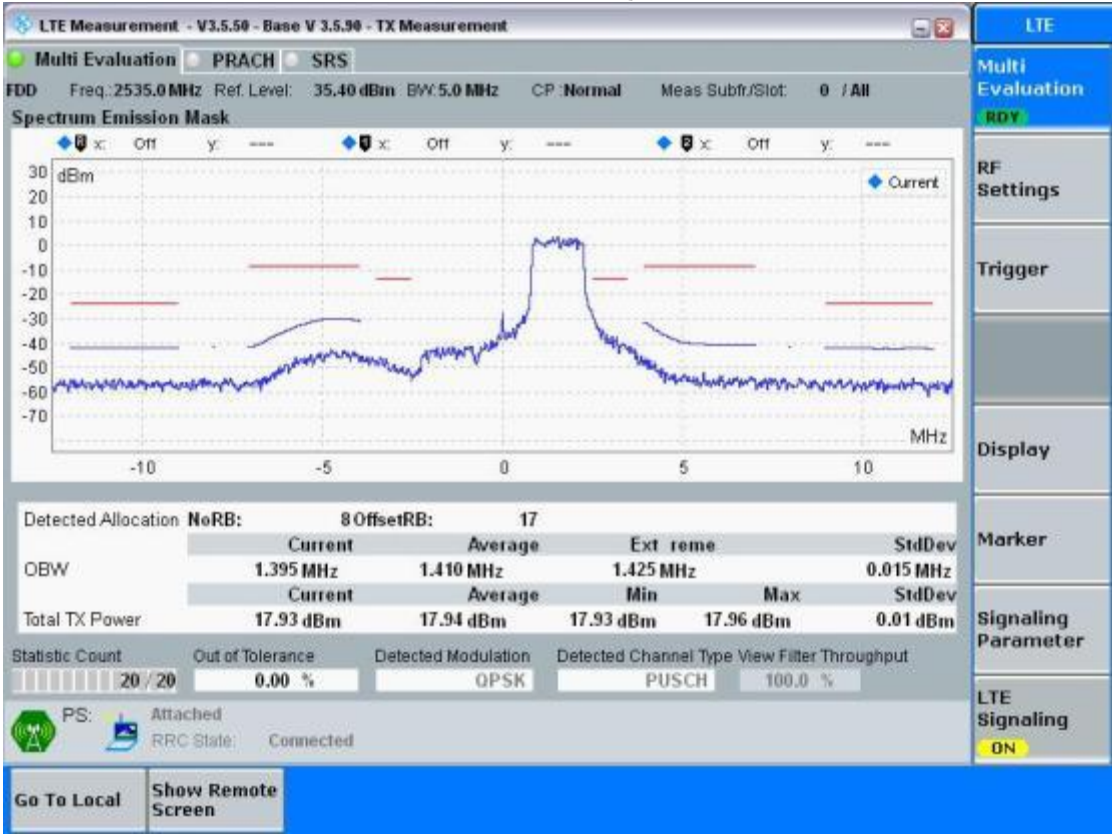 LTE Measurement - V3.5.50 - Base V 3.5.90 - TX Measurement
LTE
Multi Evaluation PRACH SRS
Multi Evaluation
RDY
FDD Freq.:2535.0 MHz Ref. Level: 35.40 dBm BW: 5.0 MHz CP :Normal Meas Subfr./Slot: 0 / All
Spectrum Emission Mask
x: Off y: --- x: Off y: --- x: Off y: ---
30 dBm
Current
20
10
0
-10
-20
-30
-40
-50
-60
-70
MHz
-10 -5 0 5 10
RF Settings
Trigger
Display
Marker
Signaling Parameter
LTE Signaling
ON
Detected Allocation NoRB: 8 OffsetRB: 17
Current Average Ext reme StdDev
OBW 1.395 MHz 1.410 MHz 1.425 MHz 0.015 MHz
Current Average Min Max StdDev
Total TX Power 17.93 dBm 17.94 dBm 17.93 dBm 17.96 dBm 0.01 dBm
Statistic Count Out of Tolerance Detected Modulation Detected Channel Type View Filter Throughput
20 / 20 0.00 % QPSK PUSCH 100.0 %
PS: Attached
RRC State: Connected
Go To Local
Show Remote Screen